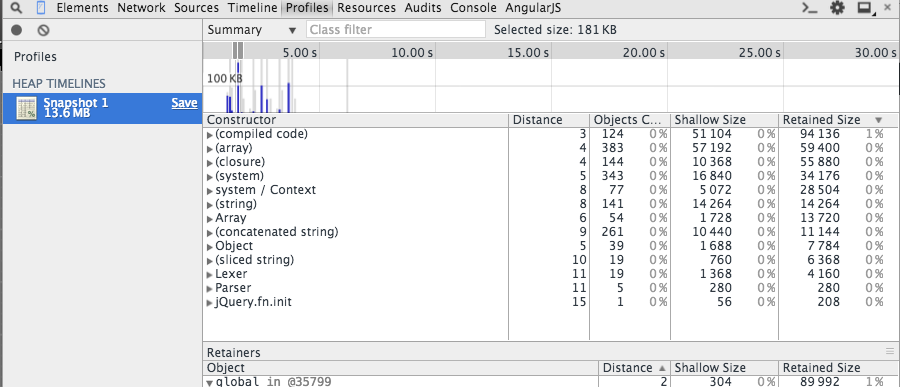 Elements Network Sources Timeline Profiles Resources Audits Console AngularJS
Summary ▼ Class filter Selected size: 181 KB
Profiles
5.00 s 10.00 s 15.00 s 20.00 s 25.00 s 30.00 s
HEAP TIMELINES
100 KB
Snapshot 1 Save
13.6 MB
Constructor Distance Objects C... Shallow Size Retained Size ▼
(compiled code) 3 124 0% 51 104 0% 94 136 1%
(array) 4 383 0% 57 192 0% 59 400 0%
(closure) 4 144 0% 10 368 0% 55 880 0%
(system) 5 343 0% 16 840 0% 34 176 0%
system / Context 8 77 0% 5 072 0% 28 504 0%
(string) 8 141 0% 14 264 0% 14 264 0%
Array 6 54 0% 1 728 0% 13 720 0%
(concatenated string) 9 261 0% 10 440 0% 11 144 0%
Object 5 39 0% 1 688 0% 7 784 0%
(sliced string) 10 19 0% 760 0% 6 368 0%
Lexer 11 19 0% 1 368 0% 4 160 0%
Parser 11 5 0% 280 0% 280 0%
jQuery.fn.init 15 1 0% 56 0% 208 0%
Retainers
Object Distance ▲ Shallow Size Retained Size
global in @35799 2 304 0% 89 992 1%